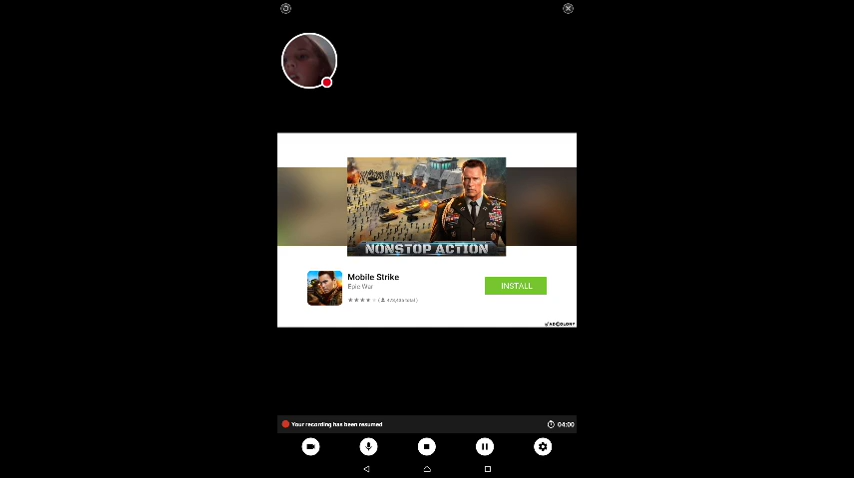 NONSTOP ACTION
Mobile Strike
Epic War
INSTALL
Your recording has been resumed
04:00